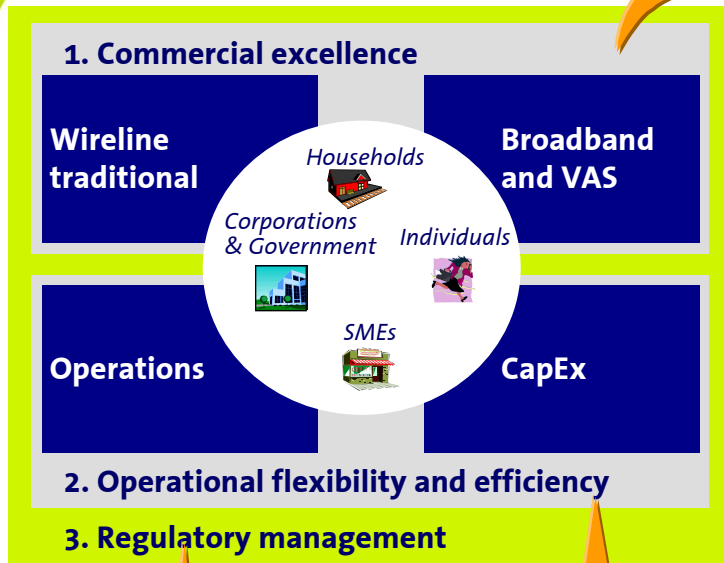 1. Commercial excellence
Wireline
traditional
Broadband
and VAS
Households
Corporations
& Government
Individuals
SMEs
Operations
CapEx
2. Operational flexibility and efficiency
3. Regulatory management